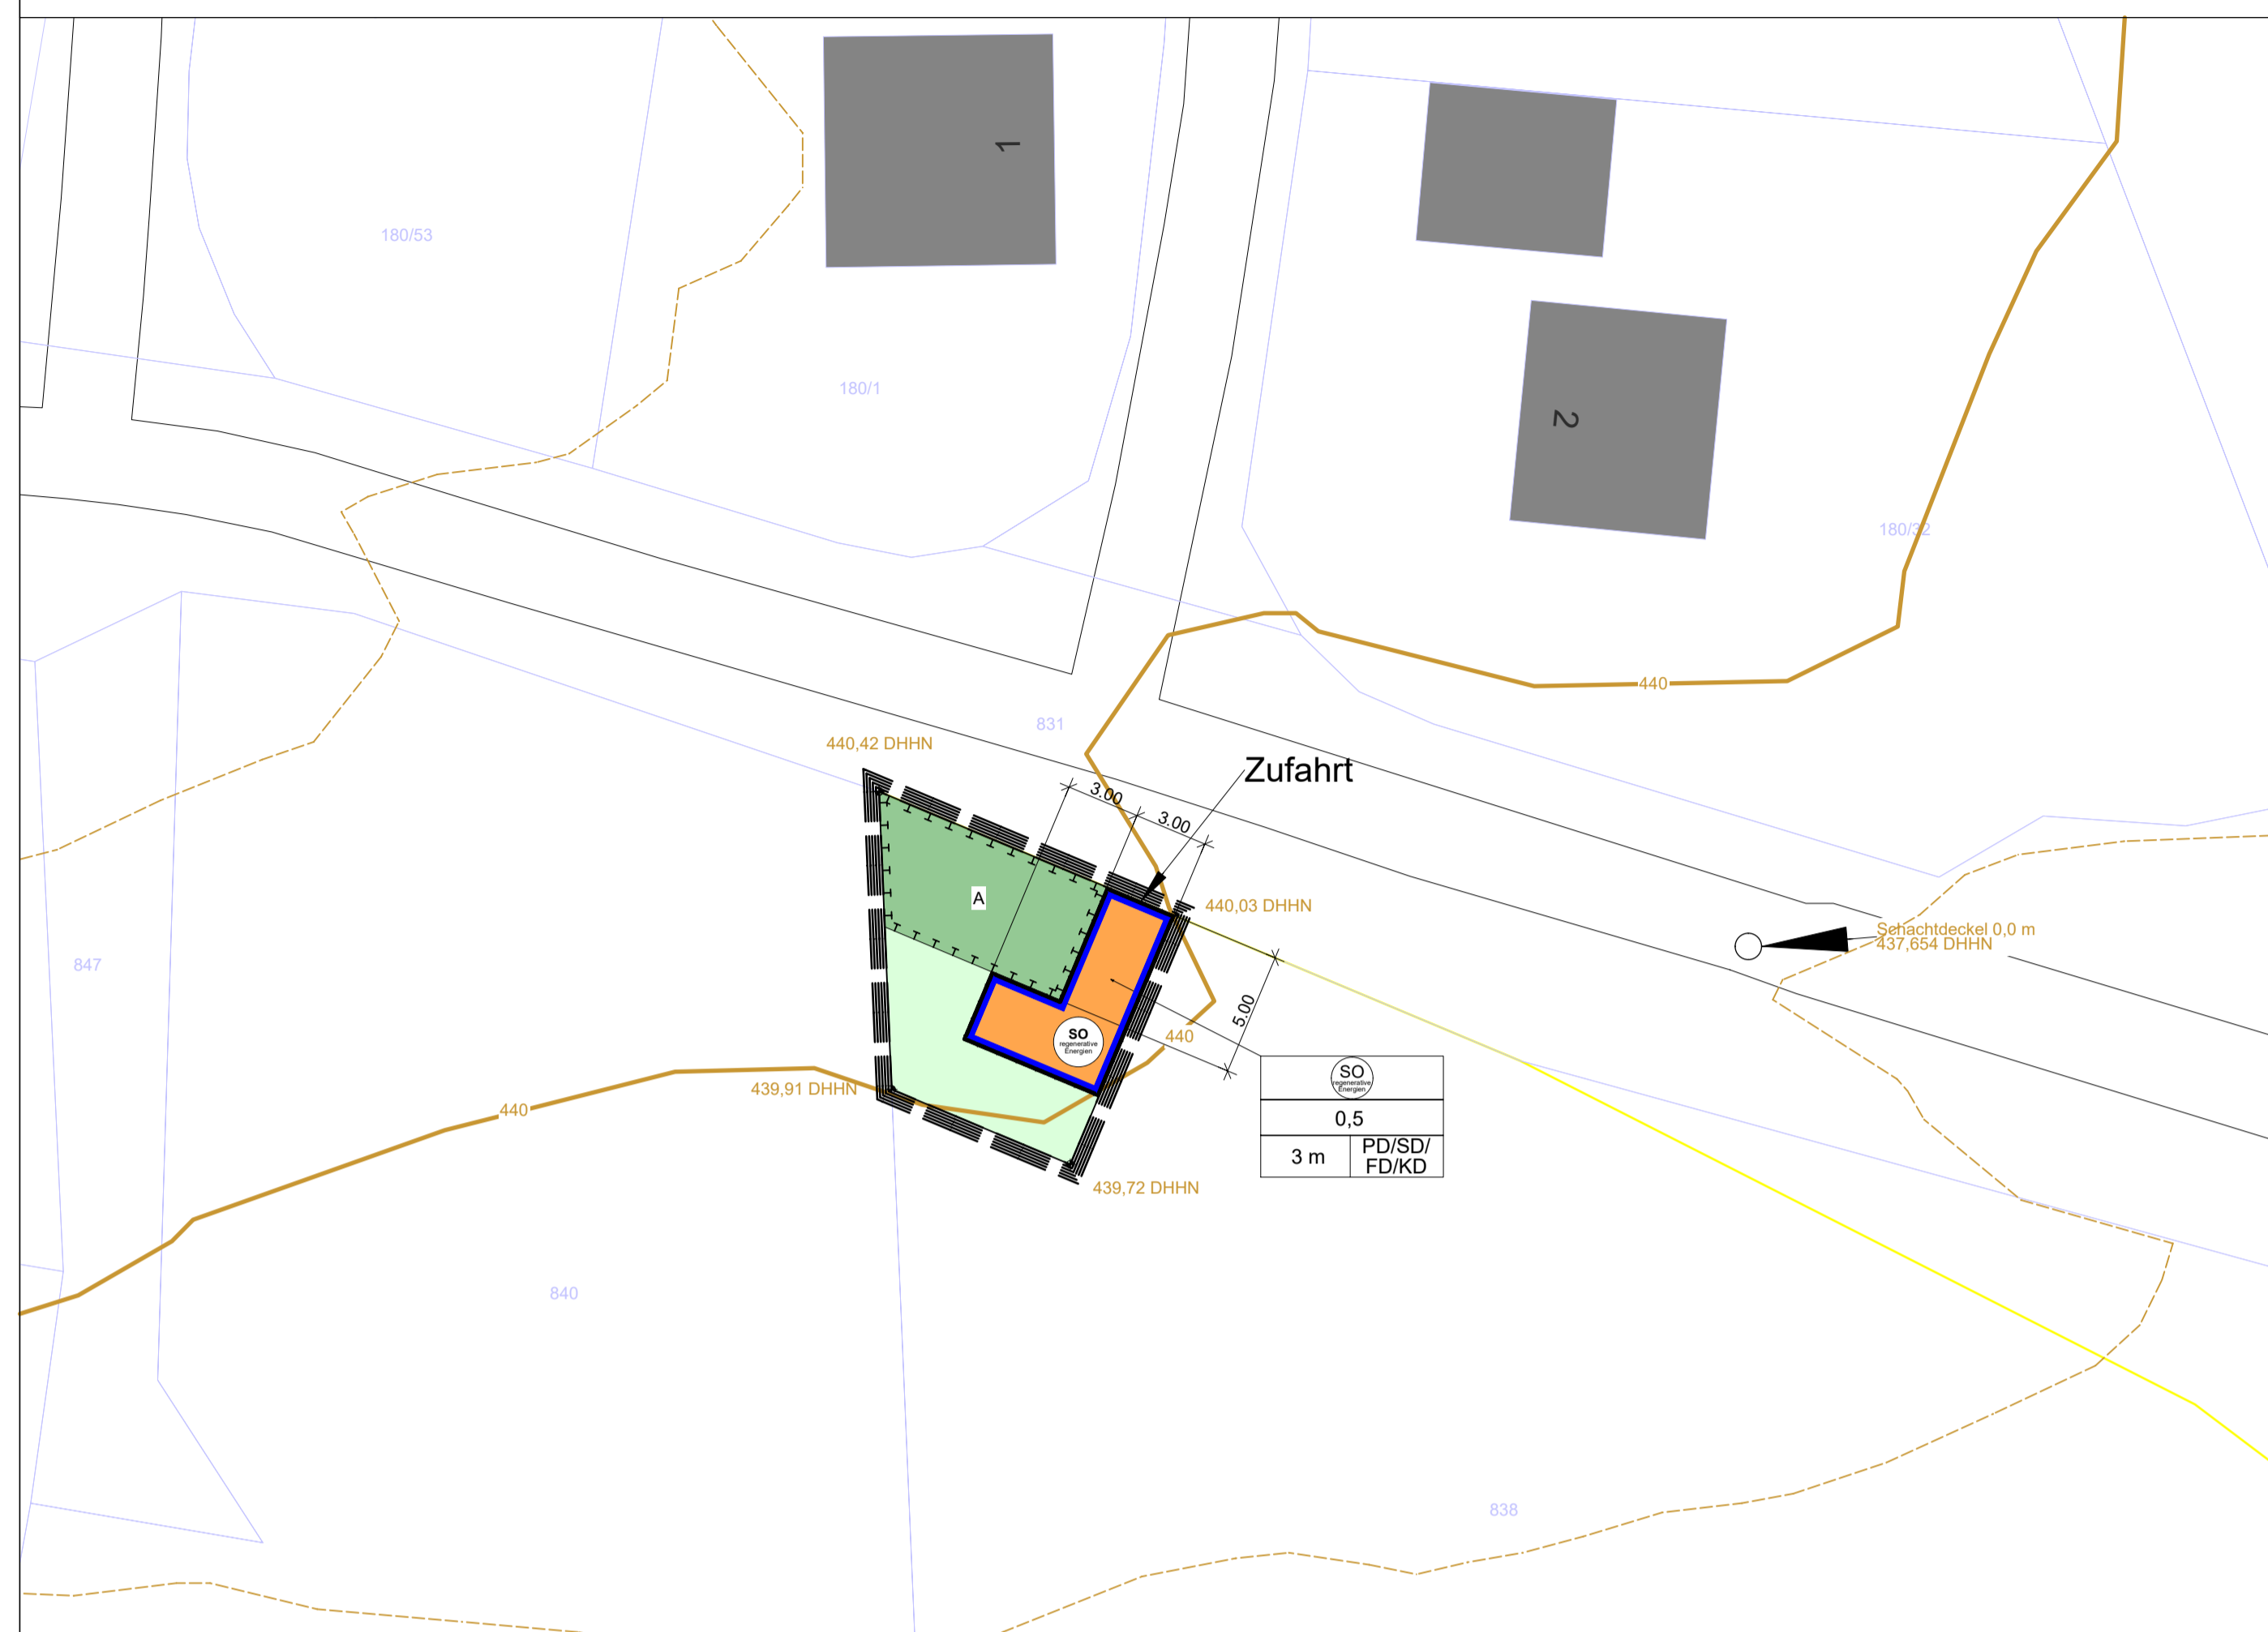 1
180/53
180/1
2
180/32
440
831
440,42 DHHN
Zufahrt
3.00
3.00
A
440,03 DHHN
Schachtdeckel 0,0 m
437,654 DHHN
847
5.00
SO
regenerative
Energien
440
SO
regenerative
Energien
439,91 DHHN
440
0,5
3 m
PD/SD/
FD/KD
439,72 DHHN
840
838